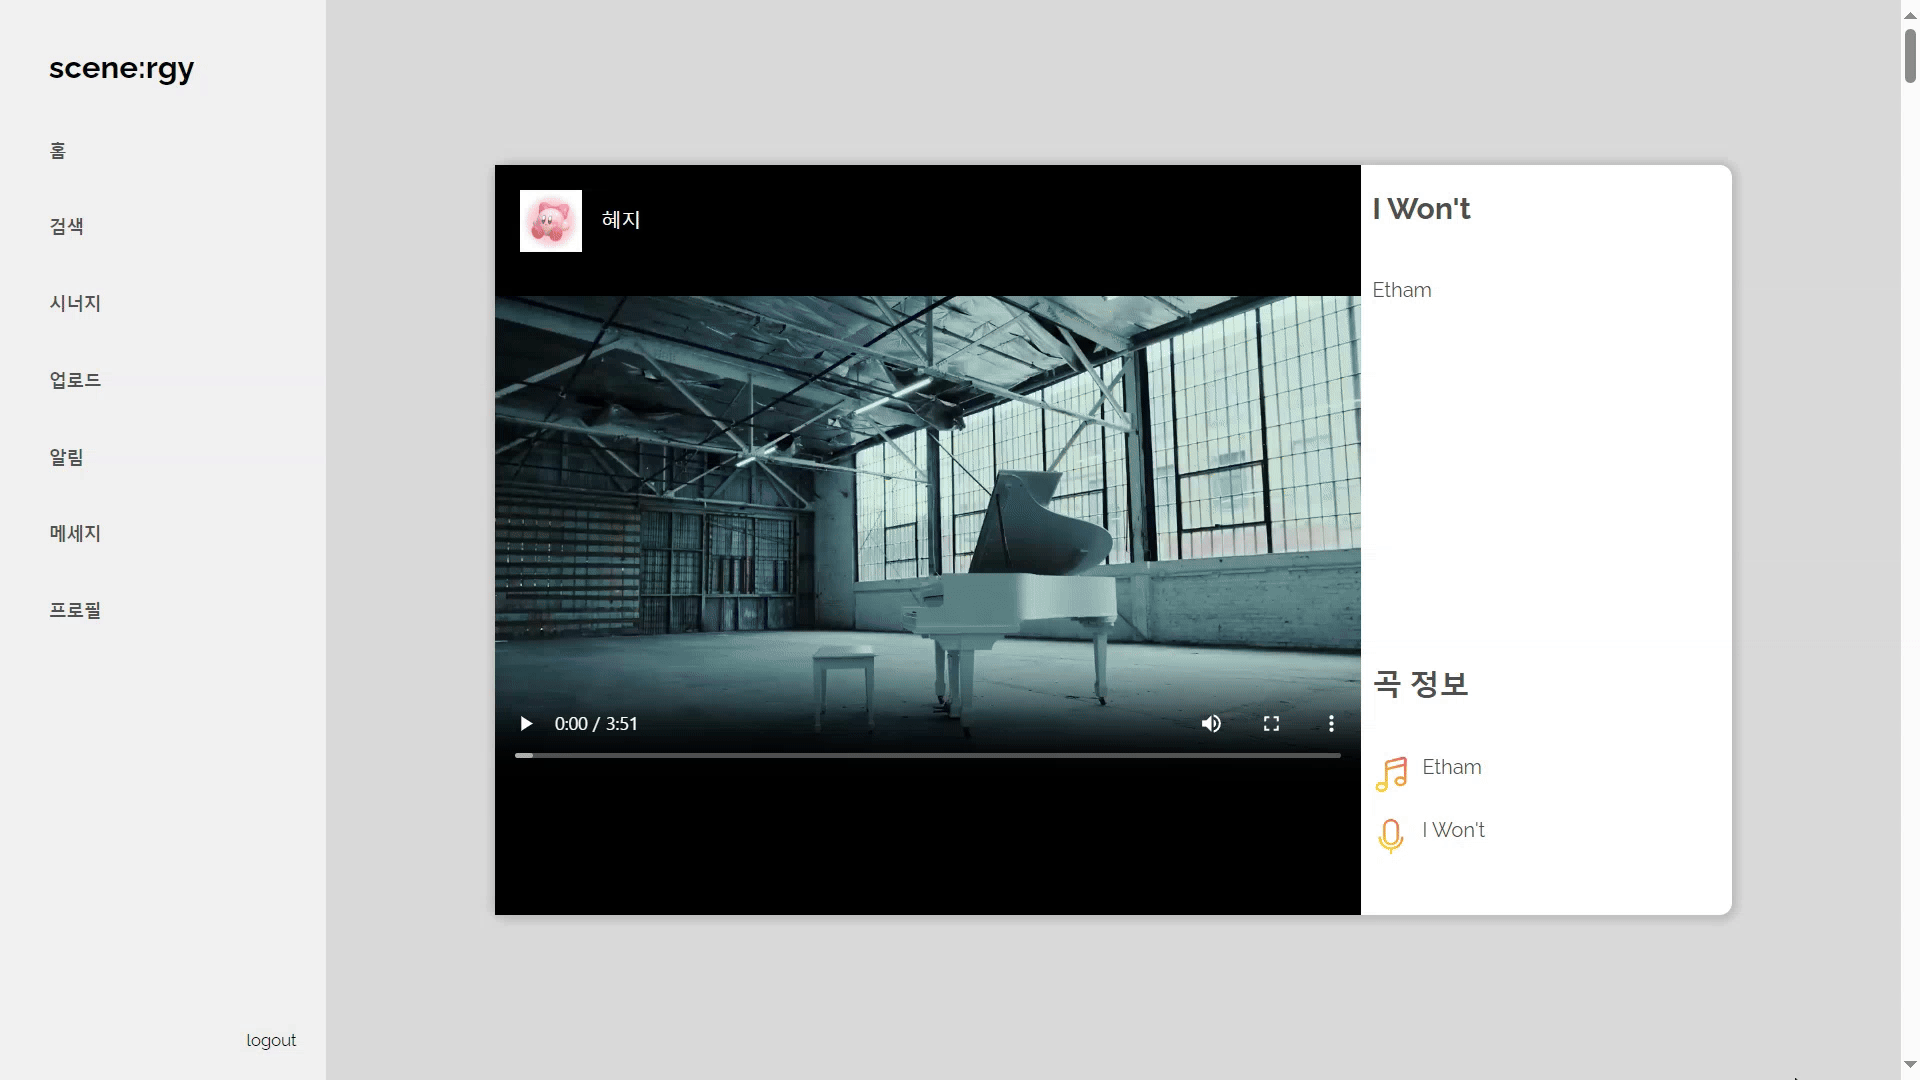 scene:rgy
홈
검색
시너지
업로드
알림
메세지
프로필
logout
혜지
0:00 / 3:51
I Won't
Etham
곡 정보
Etham
I Won't